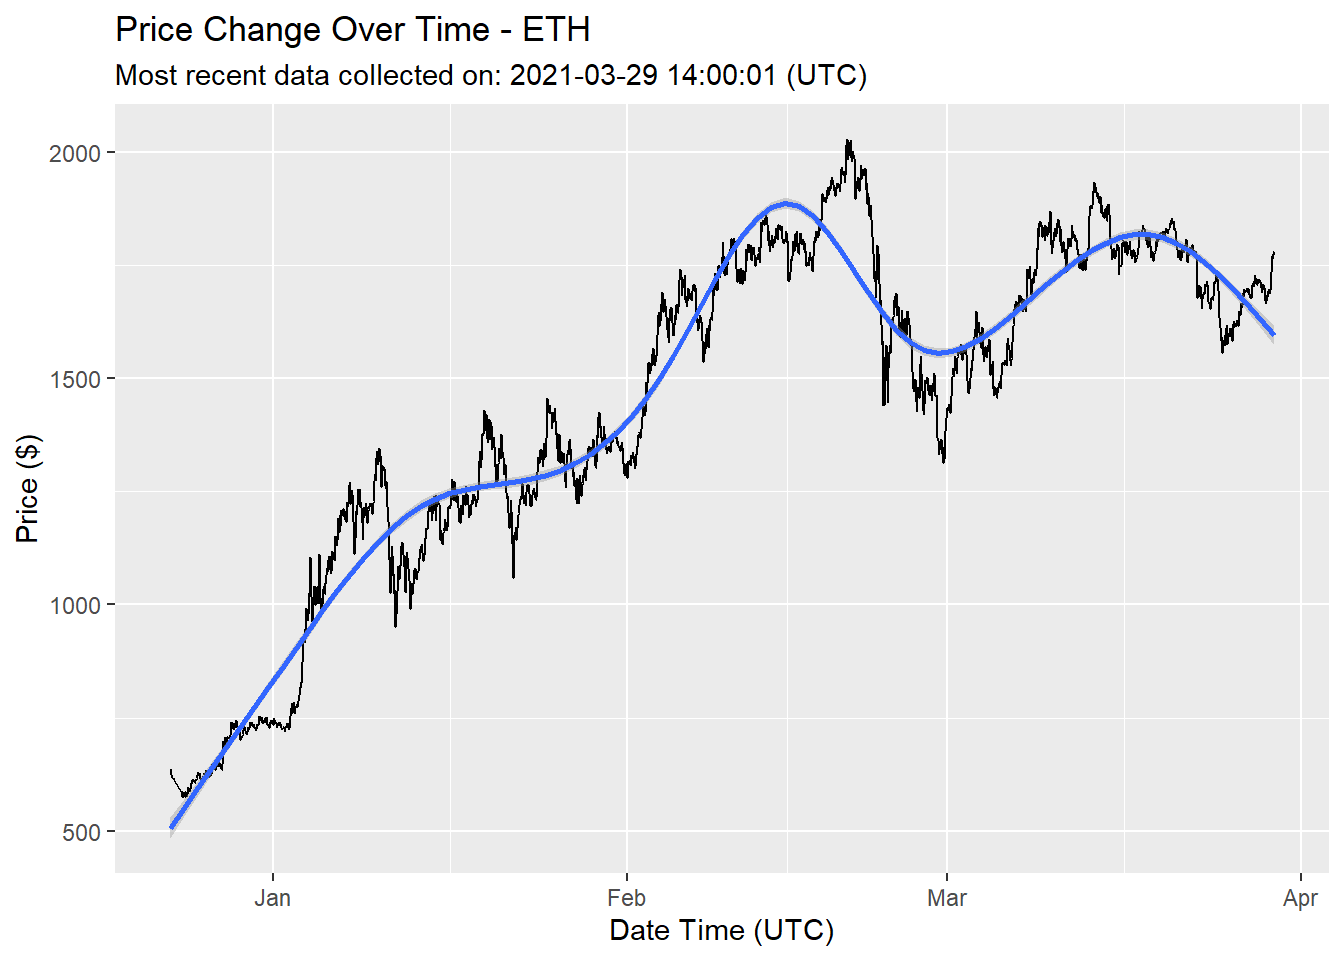 Price Change Over Time - ETH
Most recent data collected on: 2021-03-29 14:00:01 (UTC)
2000
1500
1000
500
Price ($)
Jan
Feb
Mar
Apr
Date Time (UTC)